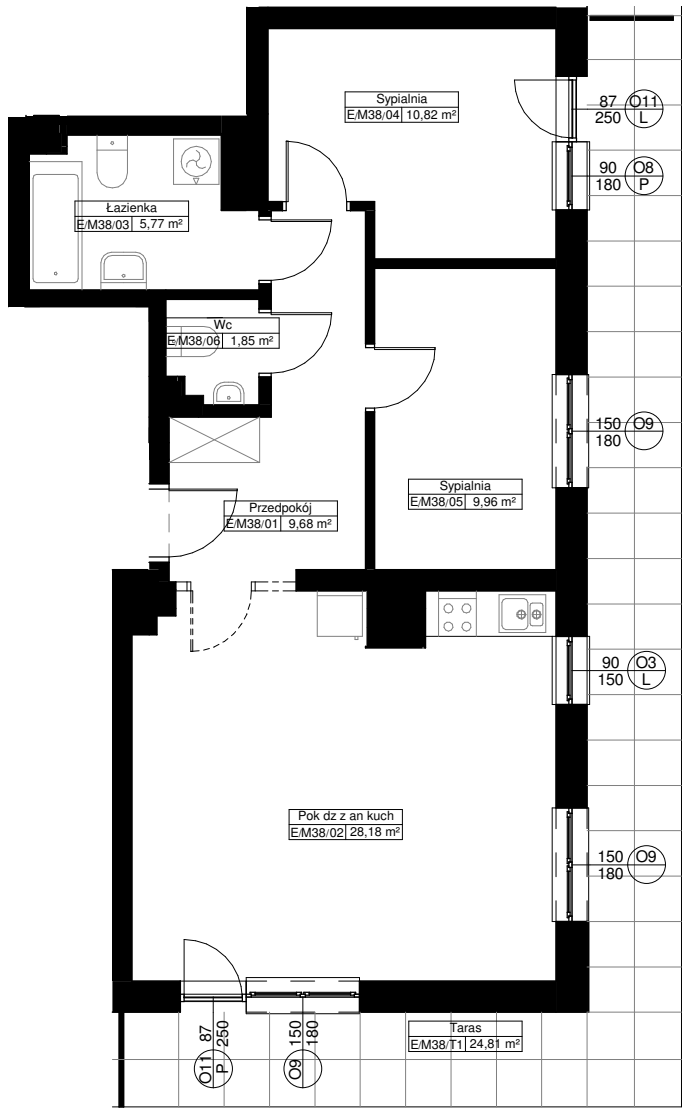 Sypialnia
E/M38/04 10,82 m²
87 O11
250 L
90 O8
180 P
Łazienka
E/M38/03 5,77 m²
Wc
E/M38/06 1,85 m²
150 O9
180
Sypialnia
E/M38/05 9,96 m²
Przedpokój
E/M38/01 9,68 m²
90 O3
150 L
Pok dz z an kuch
E/M38/02 28,18 m²
150 O9
180
Taras
E/M38/T1 24,81 m²
O11 87
P 250
O9 150
180